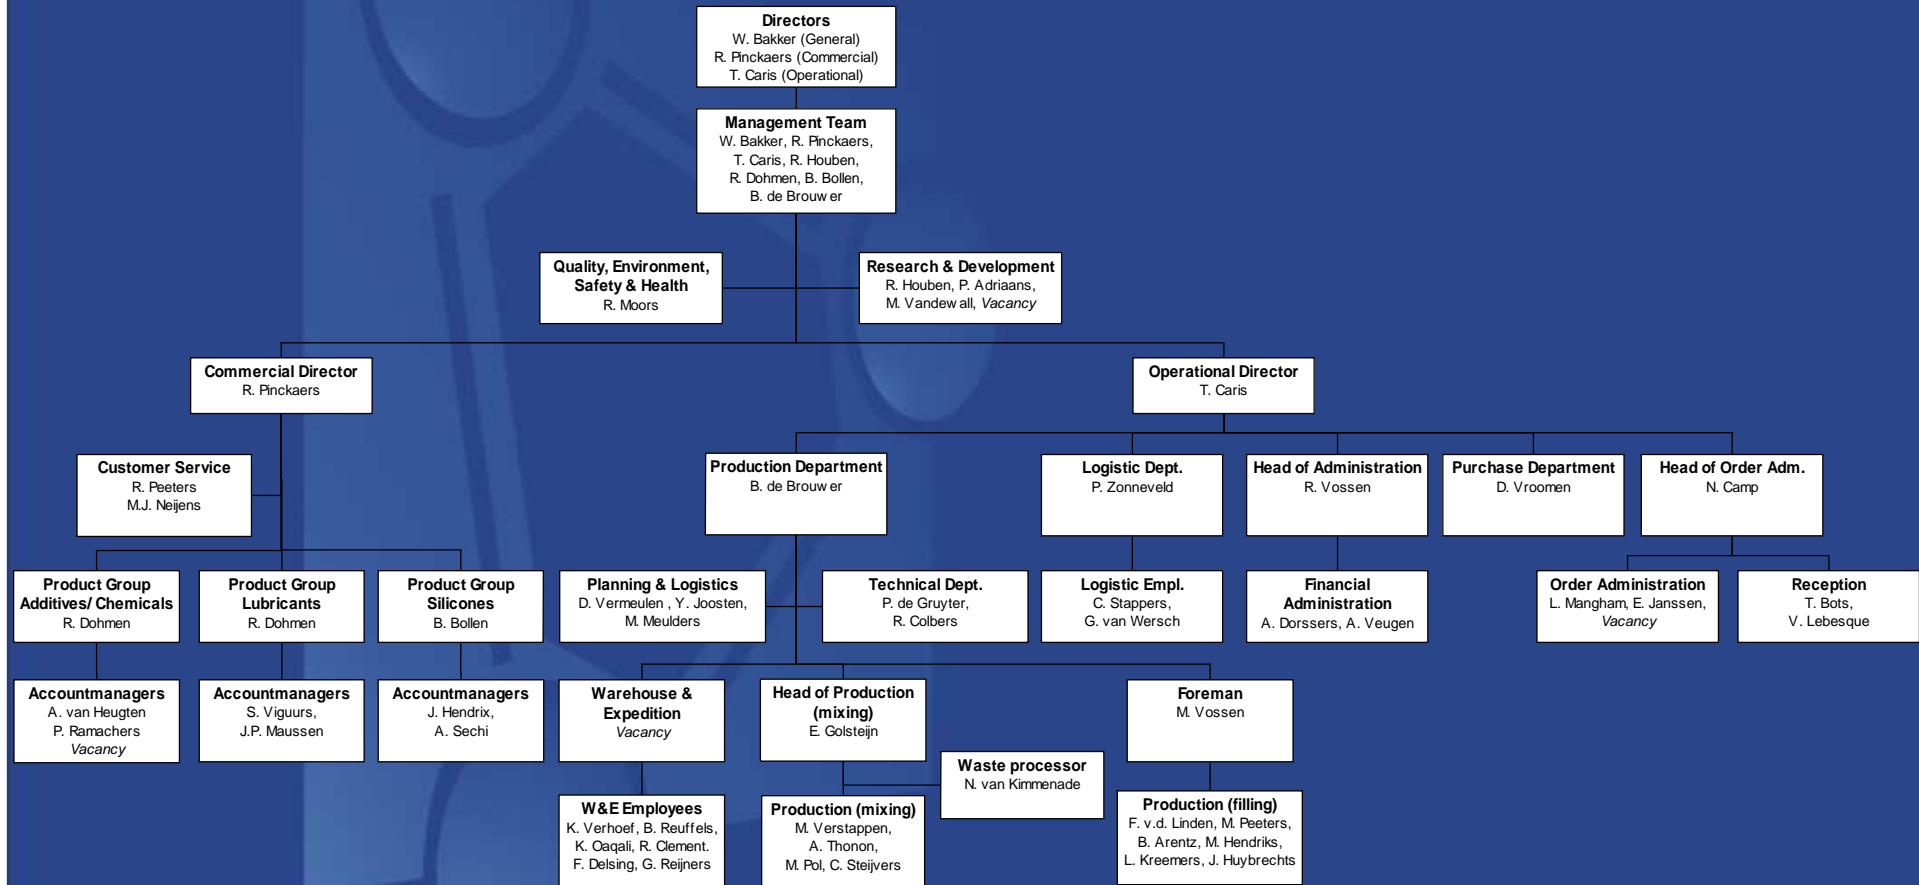 Directors
W. Bakker (General)
R. Pinckaers (Commercial)
T. Caris (Operational)
Management Team
W. Bakker, R. Pinckaers,
T. Caris, R. Houben,
R. Dohmen, B. Bollen,
B. de Brouwer
Quality, Environment,
Safety & Health
R. Moors
Research & Development
R. Houben, P. Adriaans,
M. Vandewall, Vacancy
Commercial Director
R. Pinckaers
Operational Director
T. Caris
Customer Service
R. Peeters
M.J. Neijens
Production Department
B. de Brouwer
Logistic Dept.
P. Zonneveld
Head of Administration
R. Vossen
Purchase Department
D. Vroomen
Head of Order Adm.
N. Camp
Product Group
Additives/ Chemicals
R. Dohmen
Product Group
Lubricants
R. Dohmen
Product Group
Silicones
B. Bollen
Planning & Logistics
D. Vermeulen , Y. Joosten,
M. Meulders
Technical Dept.
P. de Gruyter,
R. Colbers
Logistic Empl.
C. Stappers,
G. van Wersch
Financial
Administration
A. Dorssers, A. Veugen
Order Administration
L. Mangham, E. Janssen,
Vacancy
Reception
T. Bots,
V. Lebesque
Accountmanagers
A. van Heugten
P. Ramachers
Vacancy
Accountmanagers
S. Viguurs,
J.P. Maussen
Accountmanagers
J. Hendrix,
A. Sechi
Warehouse &
Expedition
Vacancy
Head of Production
(mixing)
E. Golsteijn
Foreman
M. Vossen
Waste processor
N. van Kimmenade
W&E Employees
K. Verhoef, B. Reuffels,
K. Oaqali, R. Clement.
F. Delsing, G. Reijners
Production (mixing)
M. Verstappen,
A. Thonon,
M. Pol, C. Steijvers
Production (filling)
F. v.d. Linden, M. Peeters,
B. Arentz, M. Hendriks,
L. Kreemers, J. Huybrechts